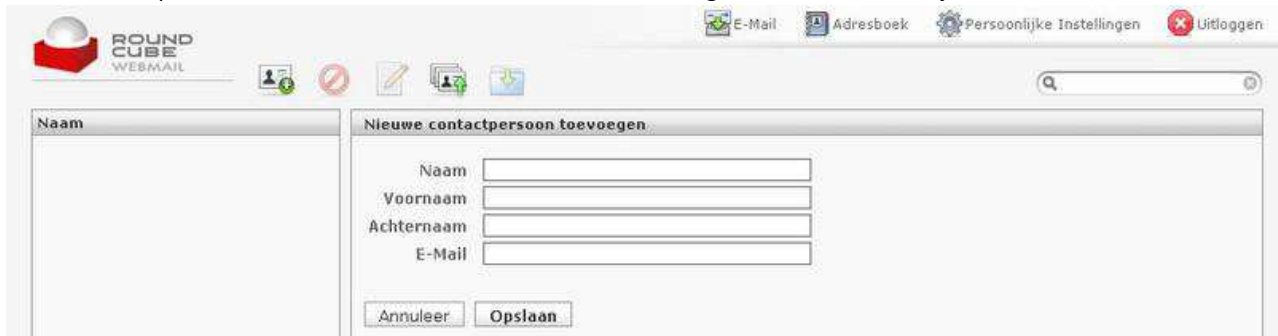 E-Mail Adresboek Persoonlijke Instellingen Uitloggen
ROUND
CUBE
WEBMAIL
Naam
Nieuwe contactpersoon toevoegen
Naam
Voornaam
Achternaam
E-Mail
Annuleer Opslaan